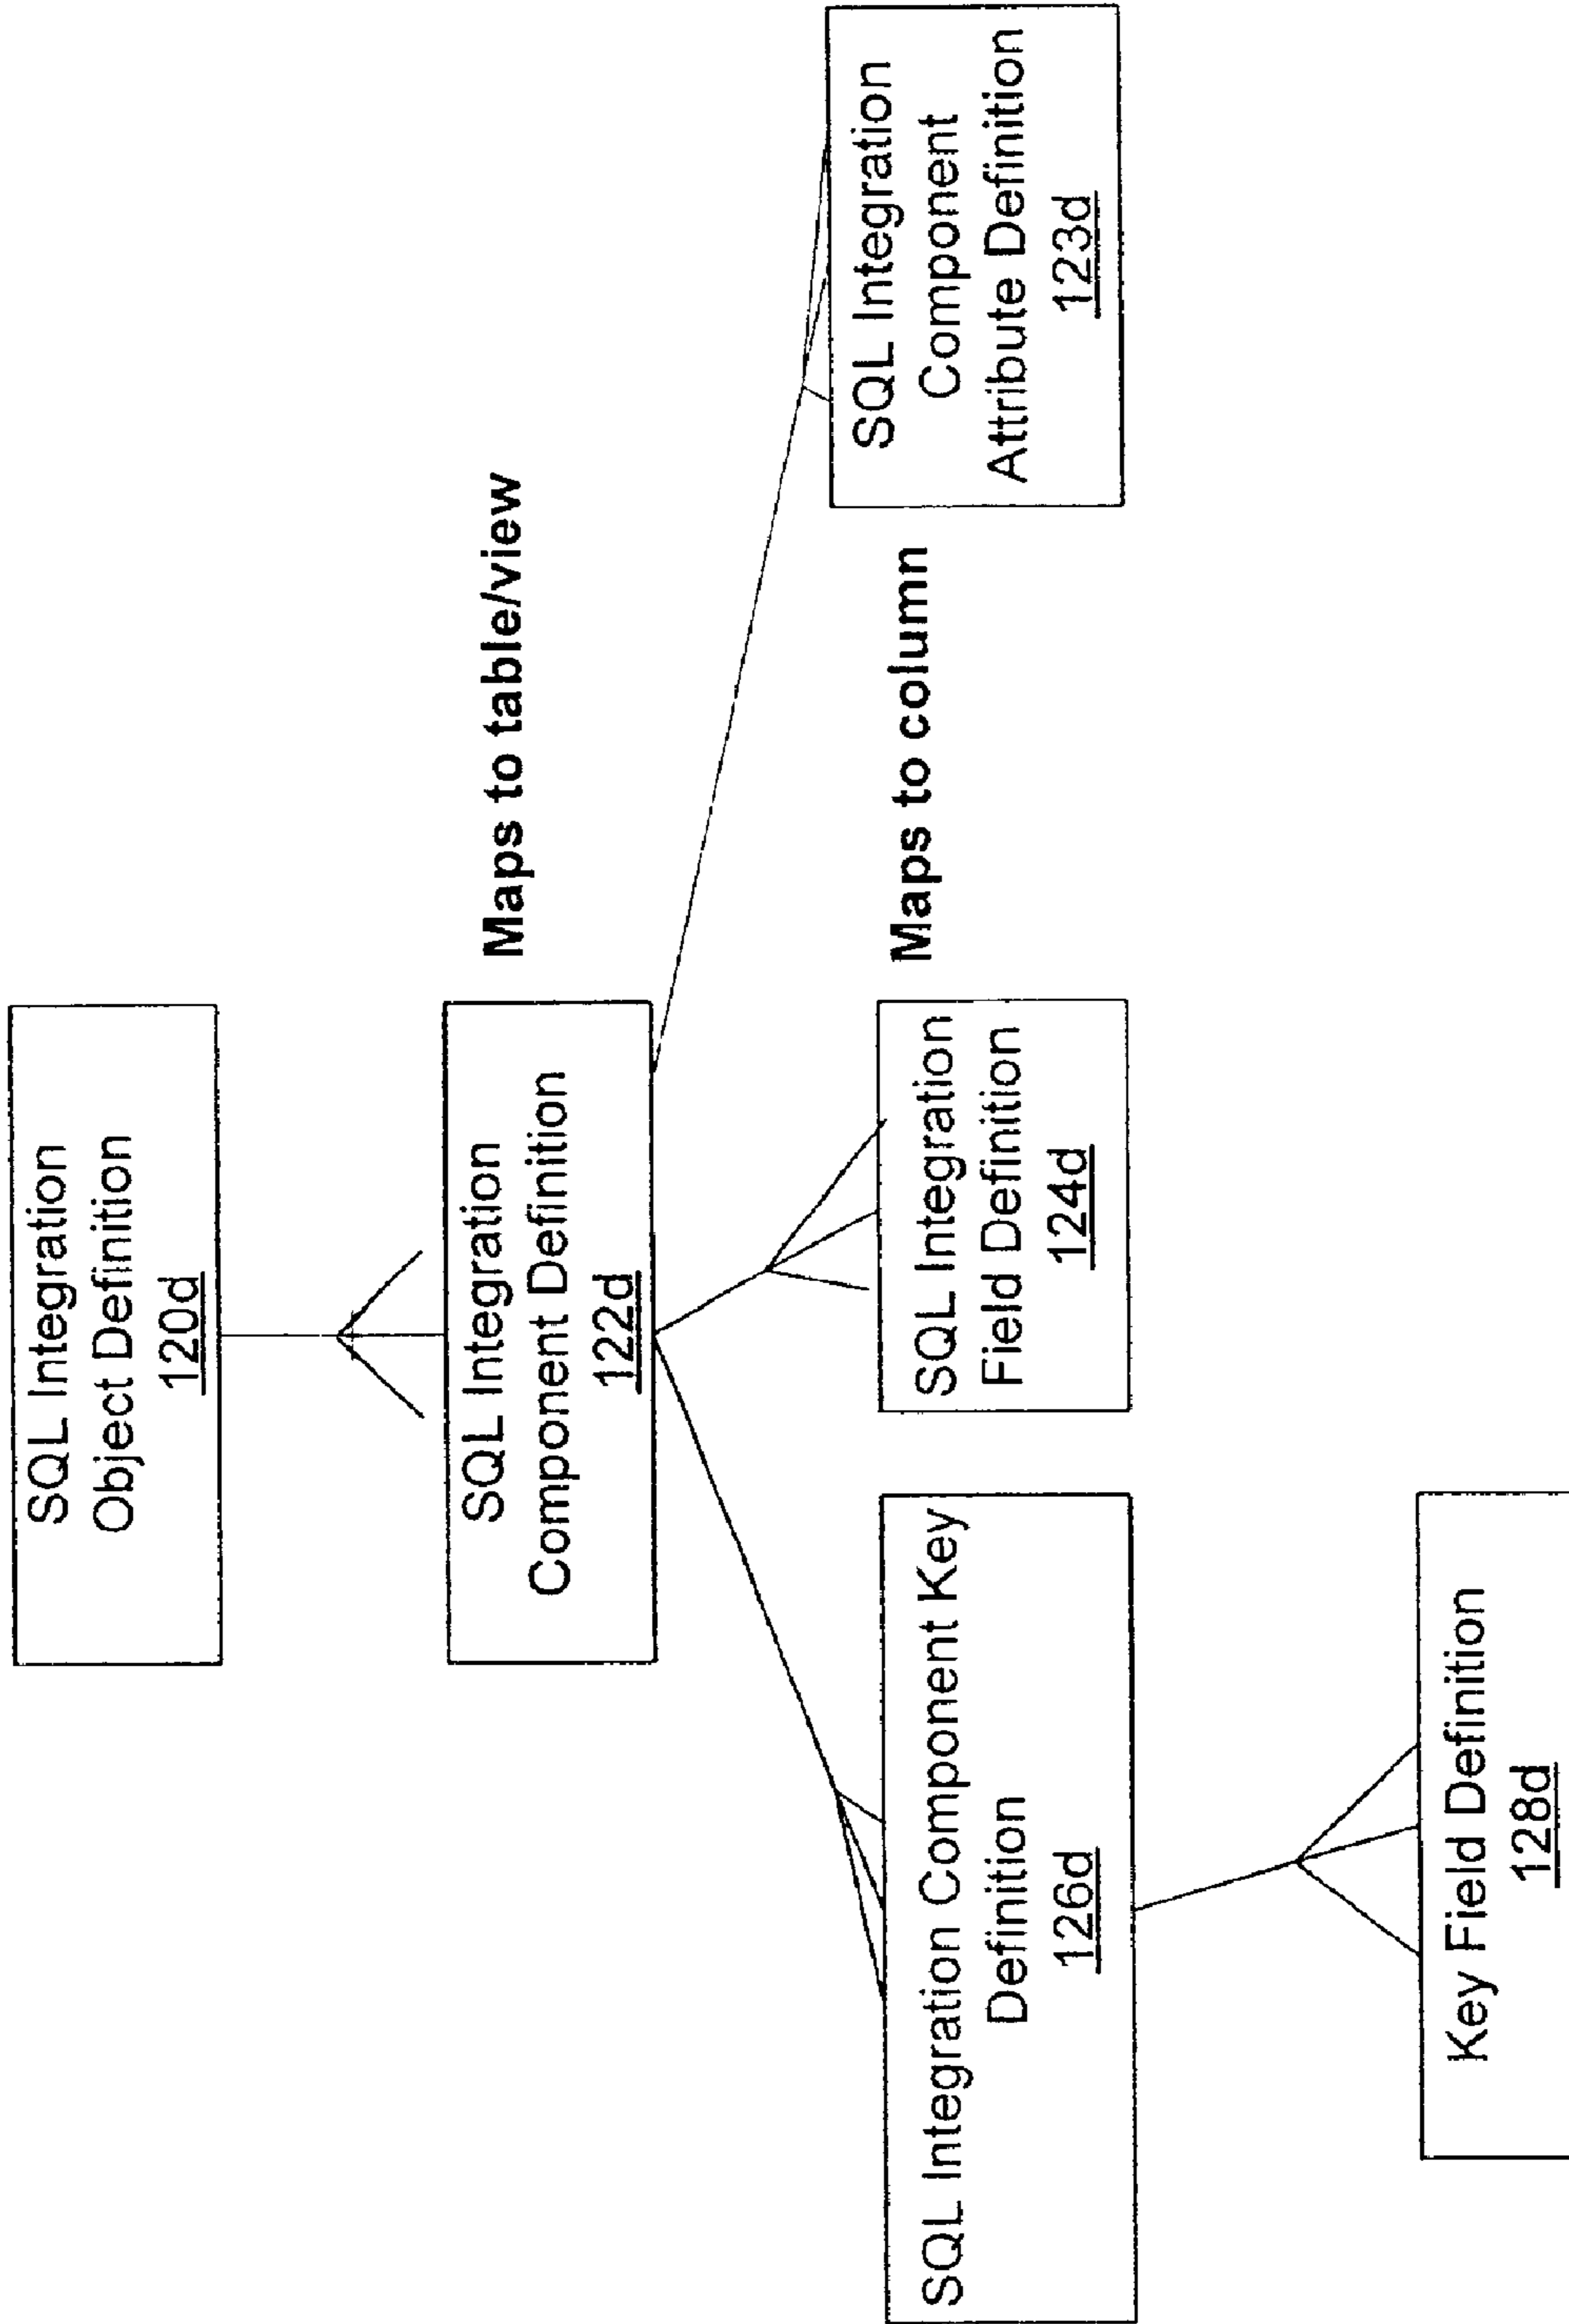 SQL Integration
Object Definition
120d
SQL Integration
Component Definition
122d
Maps to table/view
SQL Integration Component Key
Definition
126d
SQL Integration
Field Definition
124d
Maps to column
SQL Integration
Component
Attribute Definition
123d
Key Field Definition
128d